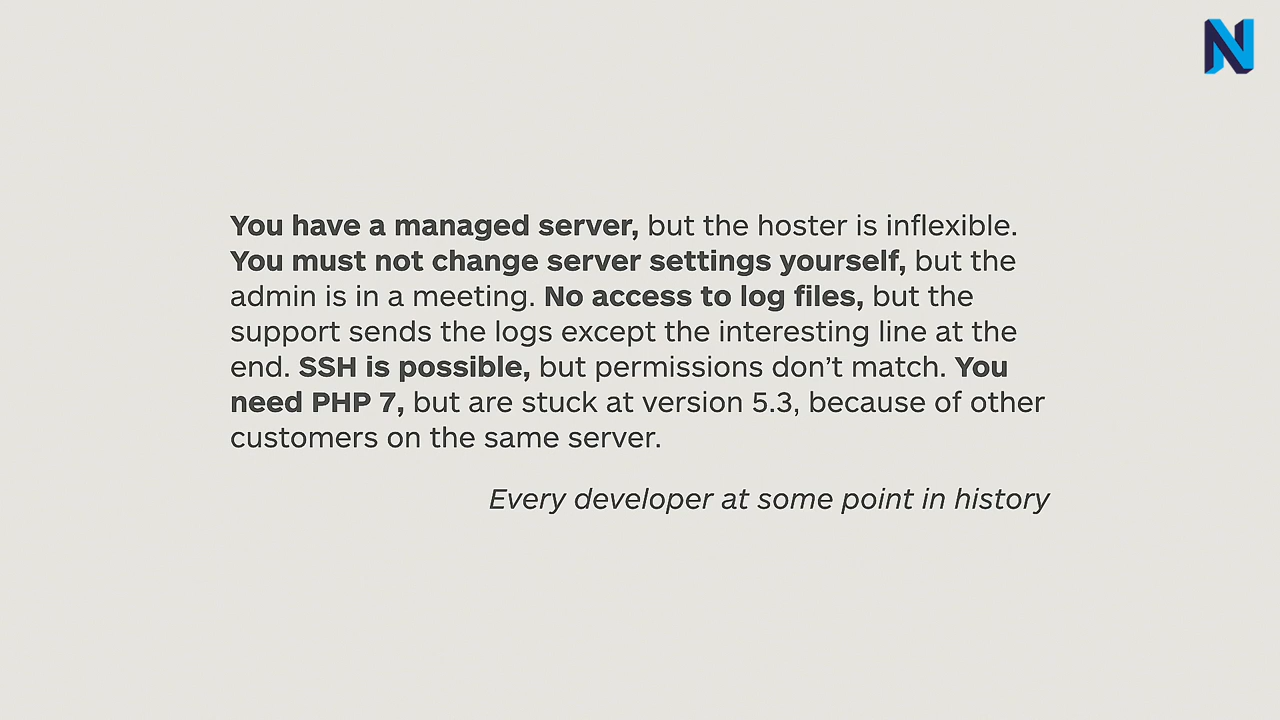 You have a managed server, but the hoster is inflexible.
You must not change server settings yourself, but the
admin is in a meeting. No access to log files, but the
support sends the logs except the interesting line at the
end. SSH is possible, but permissions don’t match. You
need PHP 7, but are stuck at version 5.3, because of other
customers on the same server.
Every developer at some point in history